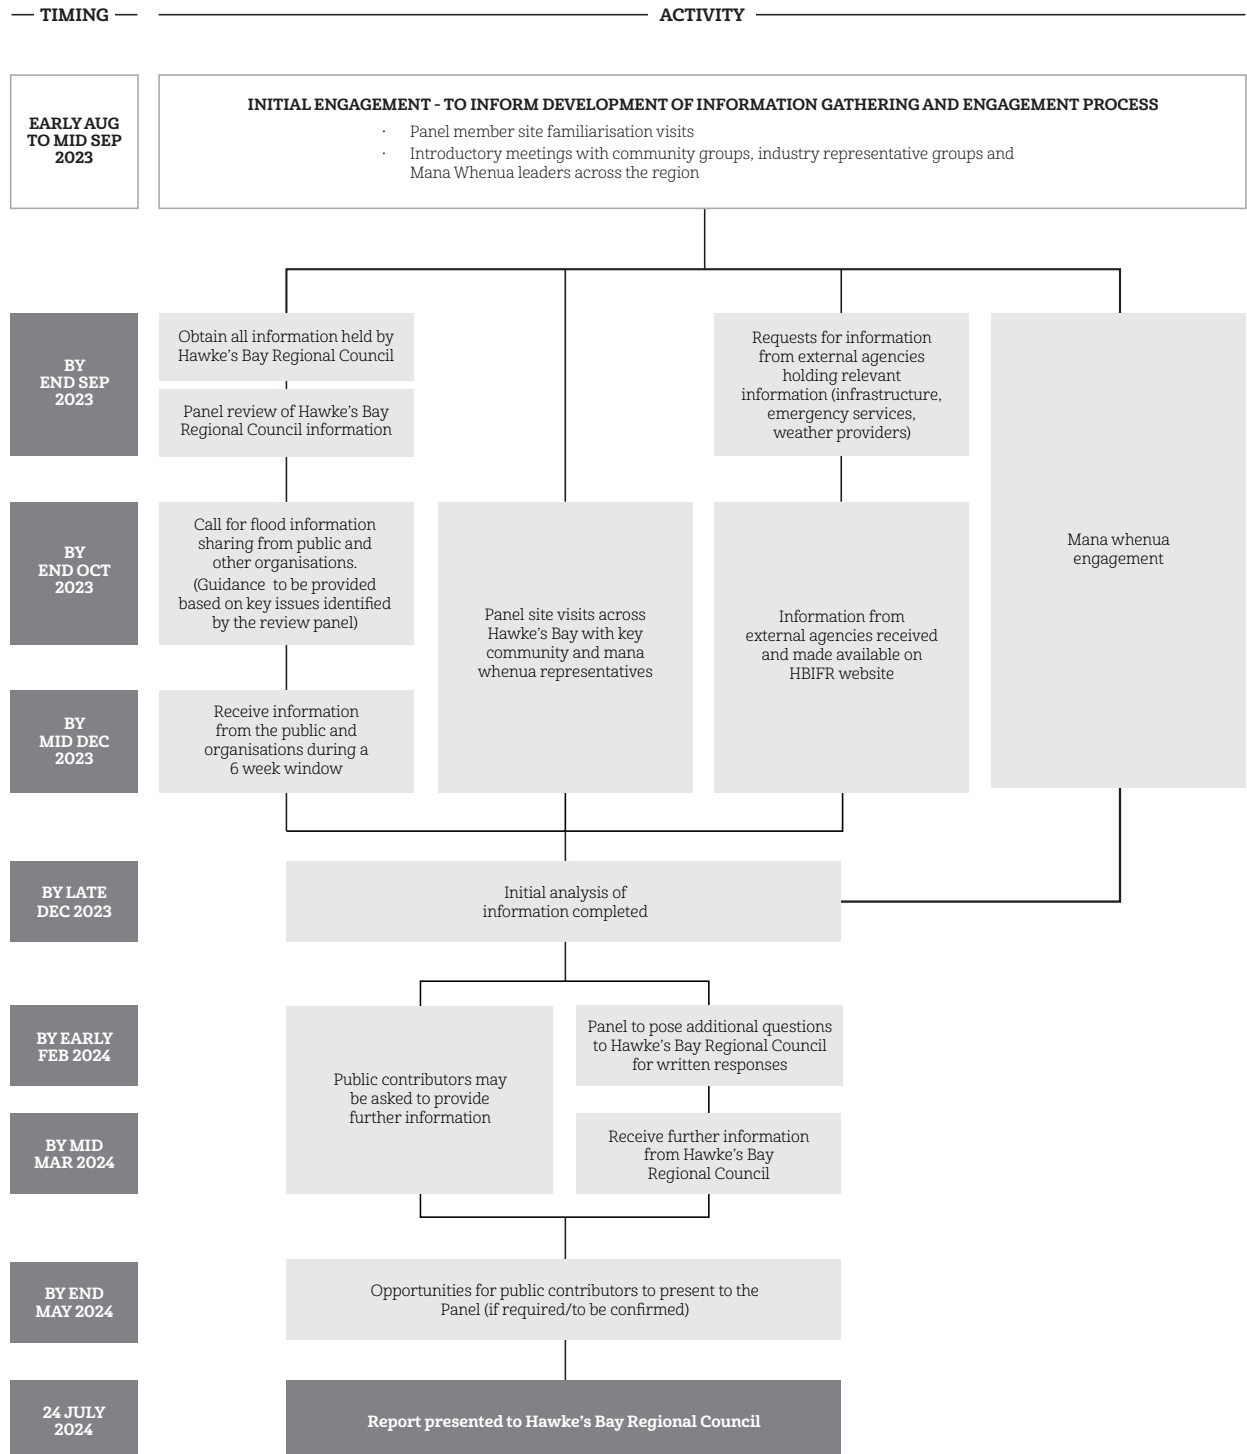 TIMING
ACTIVITY
EARLY AUG
TO MID SEP
2023
INITIAL ENGAGEMENT - TO INFORM DEVELOPMENT OF INFORMATION GATHERING AND ENGAGEMENT PROCESS
· Panel member site familiarisation visits
· Introductory meetings with community groups, industry representative groups and
Mana Whenua leaders across the region
BY
END SEP
2023
Obtain all information held by
Hawke's Bay Regional Council
Panel review of Hawke's Bay
Regional Council information
Requests for information
from external agencies
holding relevant
information (infrastructure,
emergency services,
weather providers)
Mana whenua
engagement
BY
END OCT
2023
Call for flood information
sharing from public and
other organisations.
(Guidance to be provided
based on key issues identified
by the review panel)
Panel site visits across
Hawke's Bay with key
community and mana
whenua representatives
Information from
external agencies received
and made available on
HBIFR website
BY
MID DEC
2023
Receive information
from the public and
organisations during a
6 week window
BY LATE
DEC 2023
Initial analysis of
information completed
BY EARLY
FEB 2024
Public contributors may
be asked to provide
further information
Panel to pose additional questions
to Hawke's Bay Regional Council
for written responses
BY MID
MAR 2024
Receive further information
from Hawke's Bay
Regional Council
BY END
MAY 2024
Opportunities for public contributors to present to the
Panel (if required/to be confirmed)
24 JULY
2024
Report presented to Hawke's Bay Regional Council